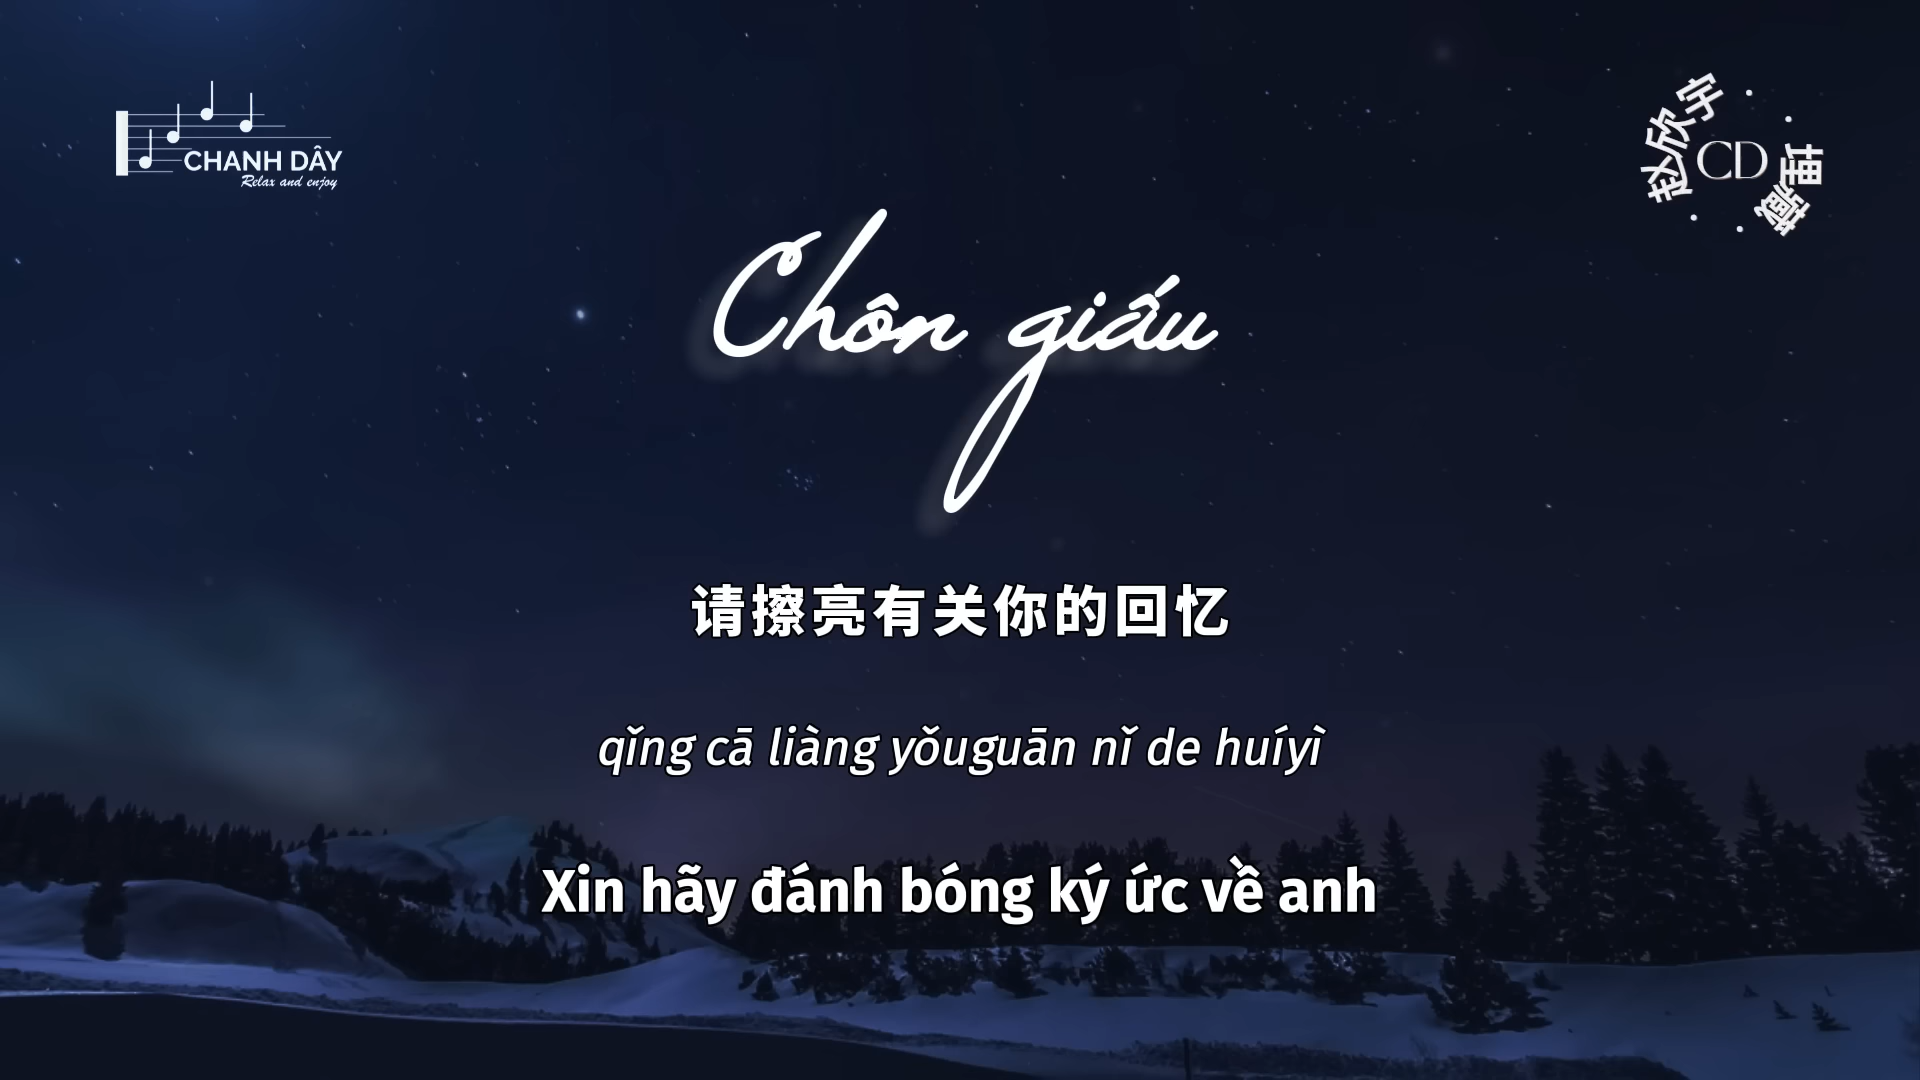 CHANH DÂY
Relax and enjoy
赵欣宇 · · 埋藏 · ·
CD
Chôn giấu
请擦亮有关你的回忆
qǐng cā liàng yǒuguān nǐ de huíyì
Xin hãy đánh bóng ký ức về anh